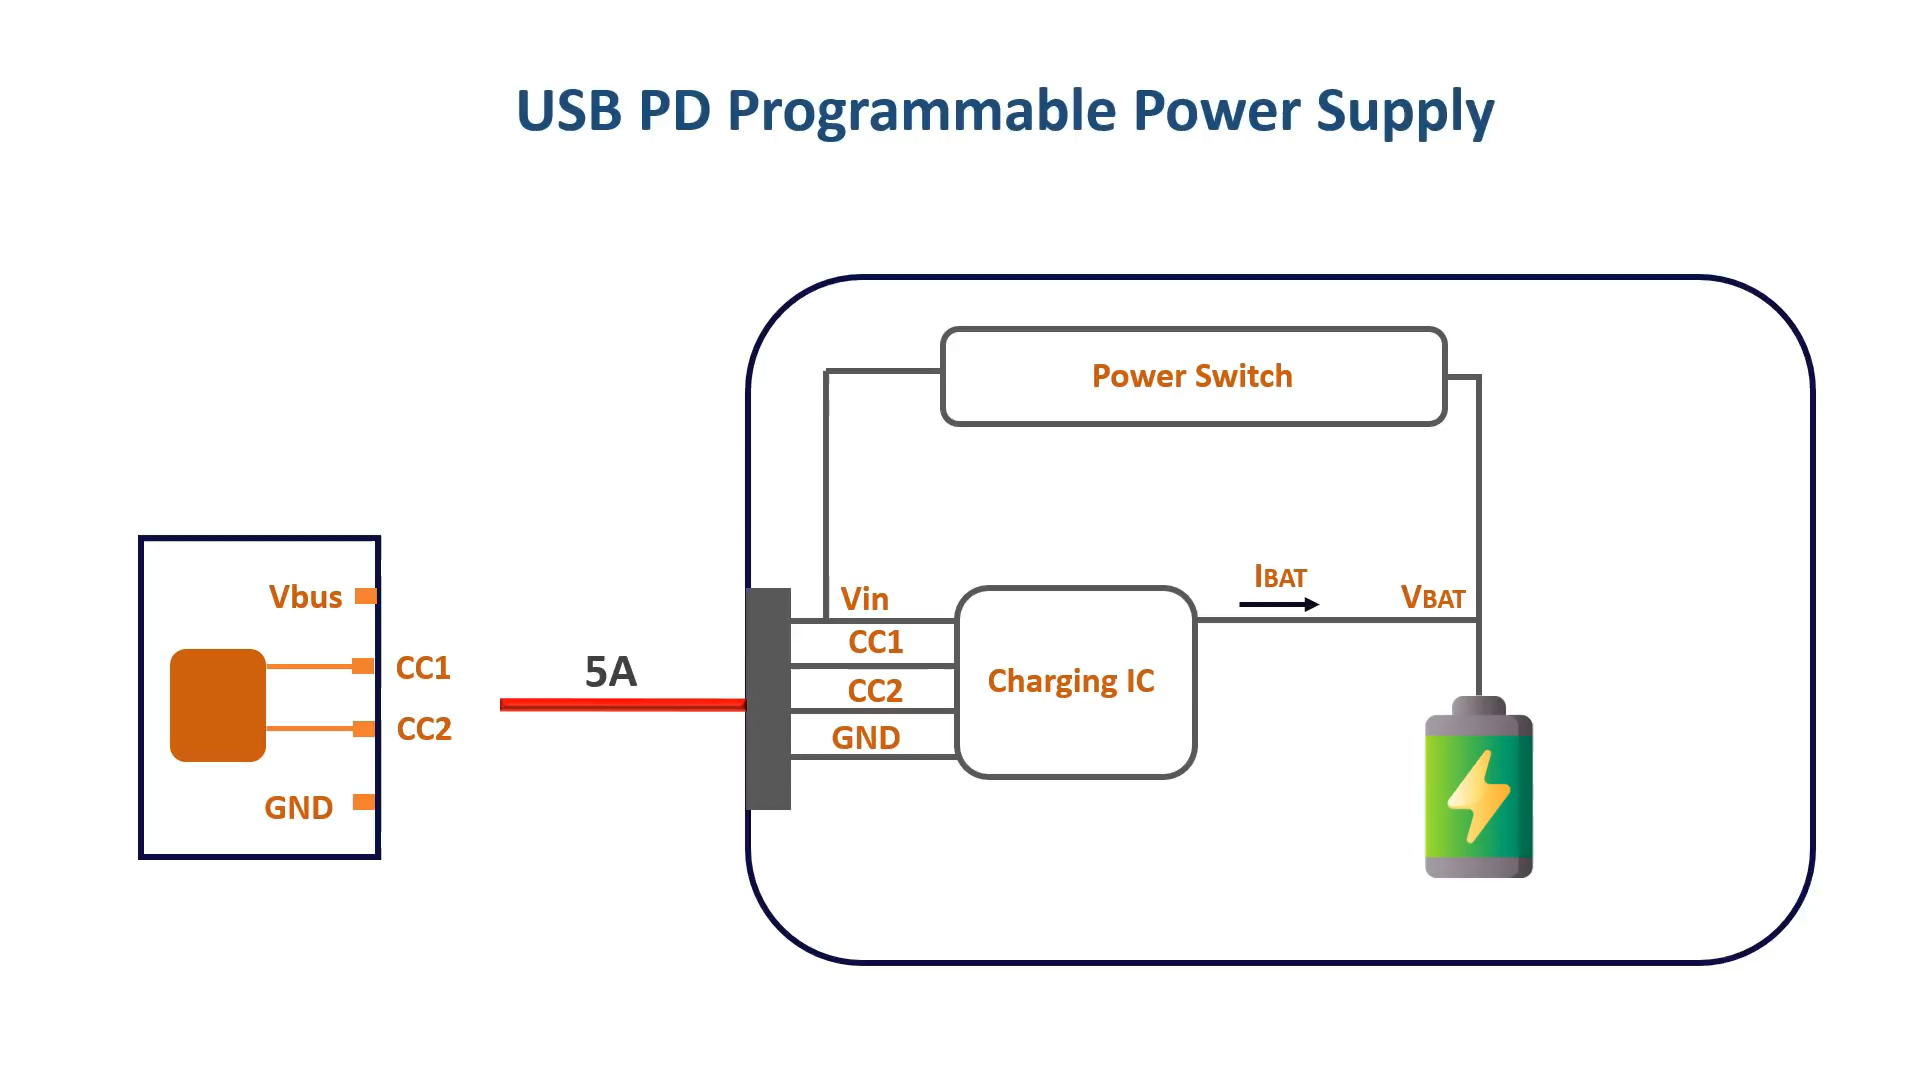 USB PD Programmable Power Supply
Power Switch
Vbus
CC1
CC2
GND
5A
Vin
CC1
CC2
GND
Charging IC
IBAT
VBAT